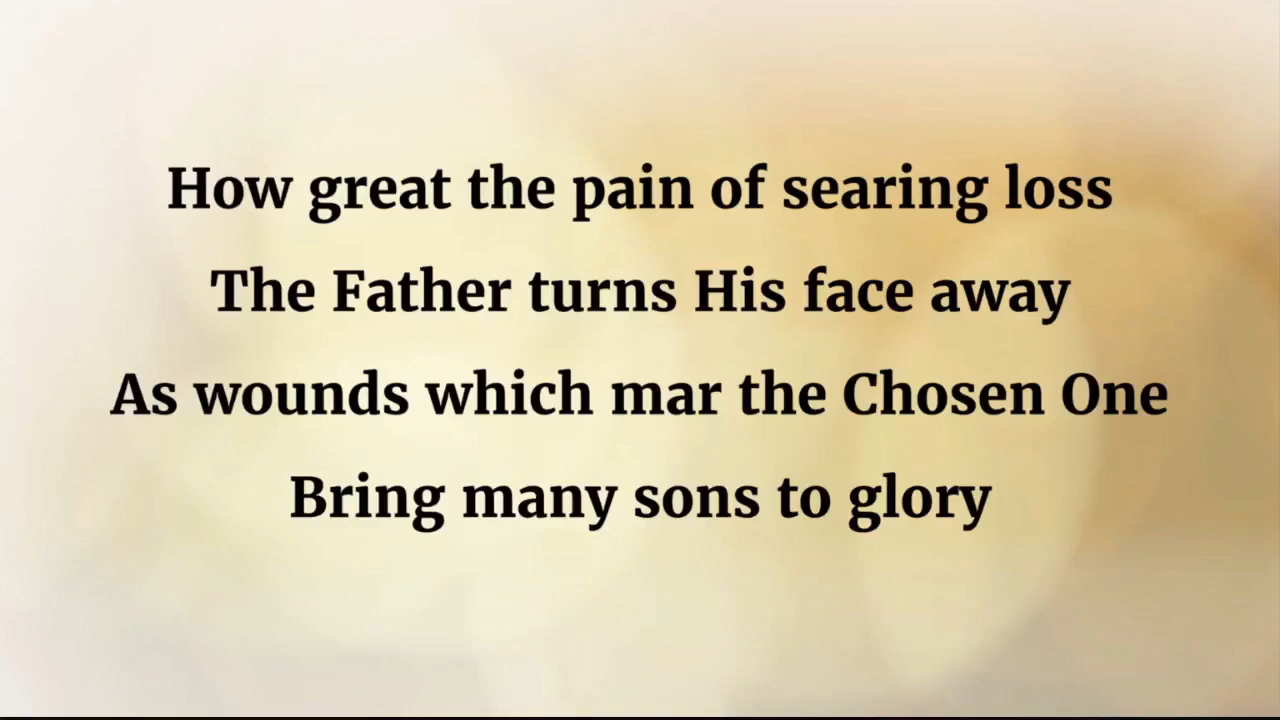 How great the pain of searing loss
The Father turns His face away
As wounds which mar the Chosen One
Bring many sons to glory